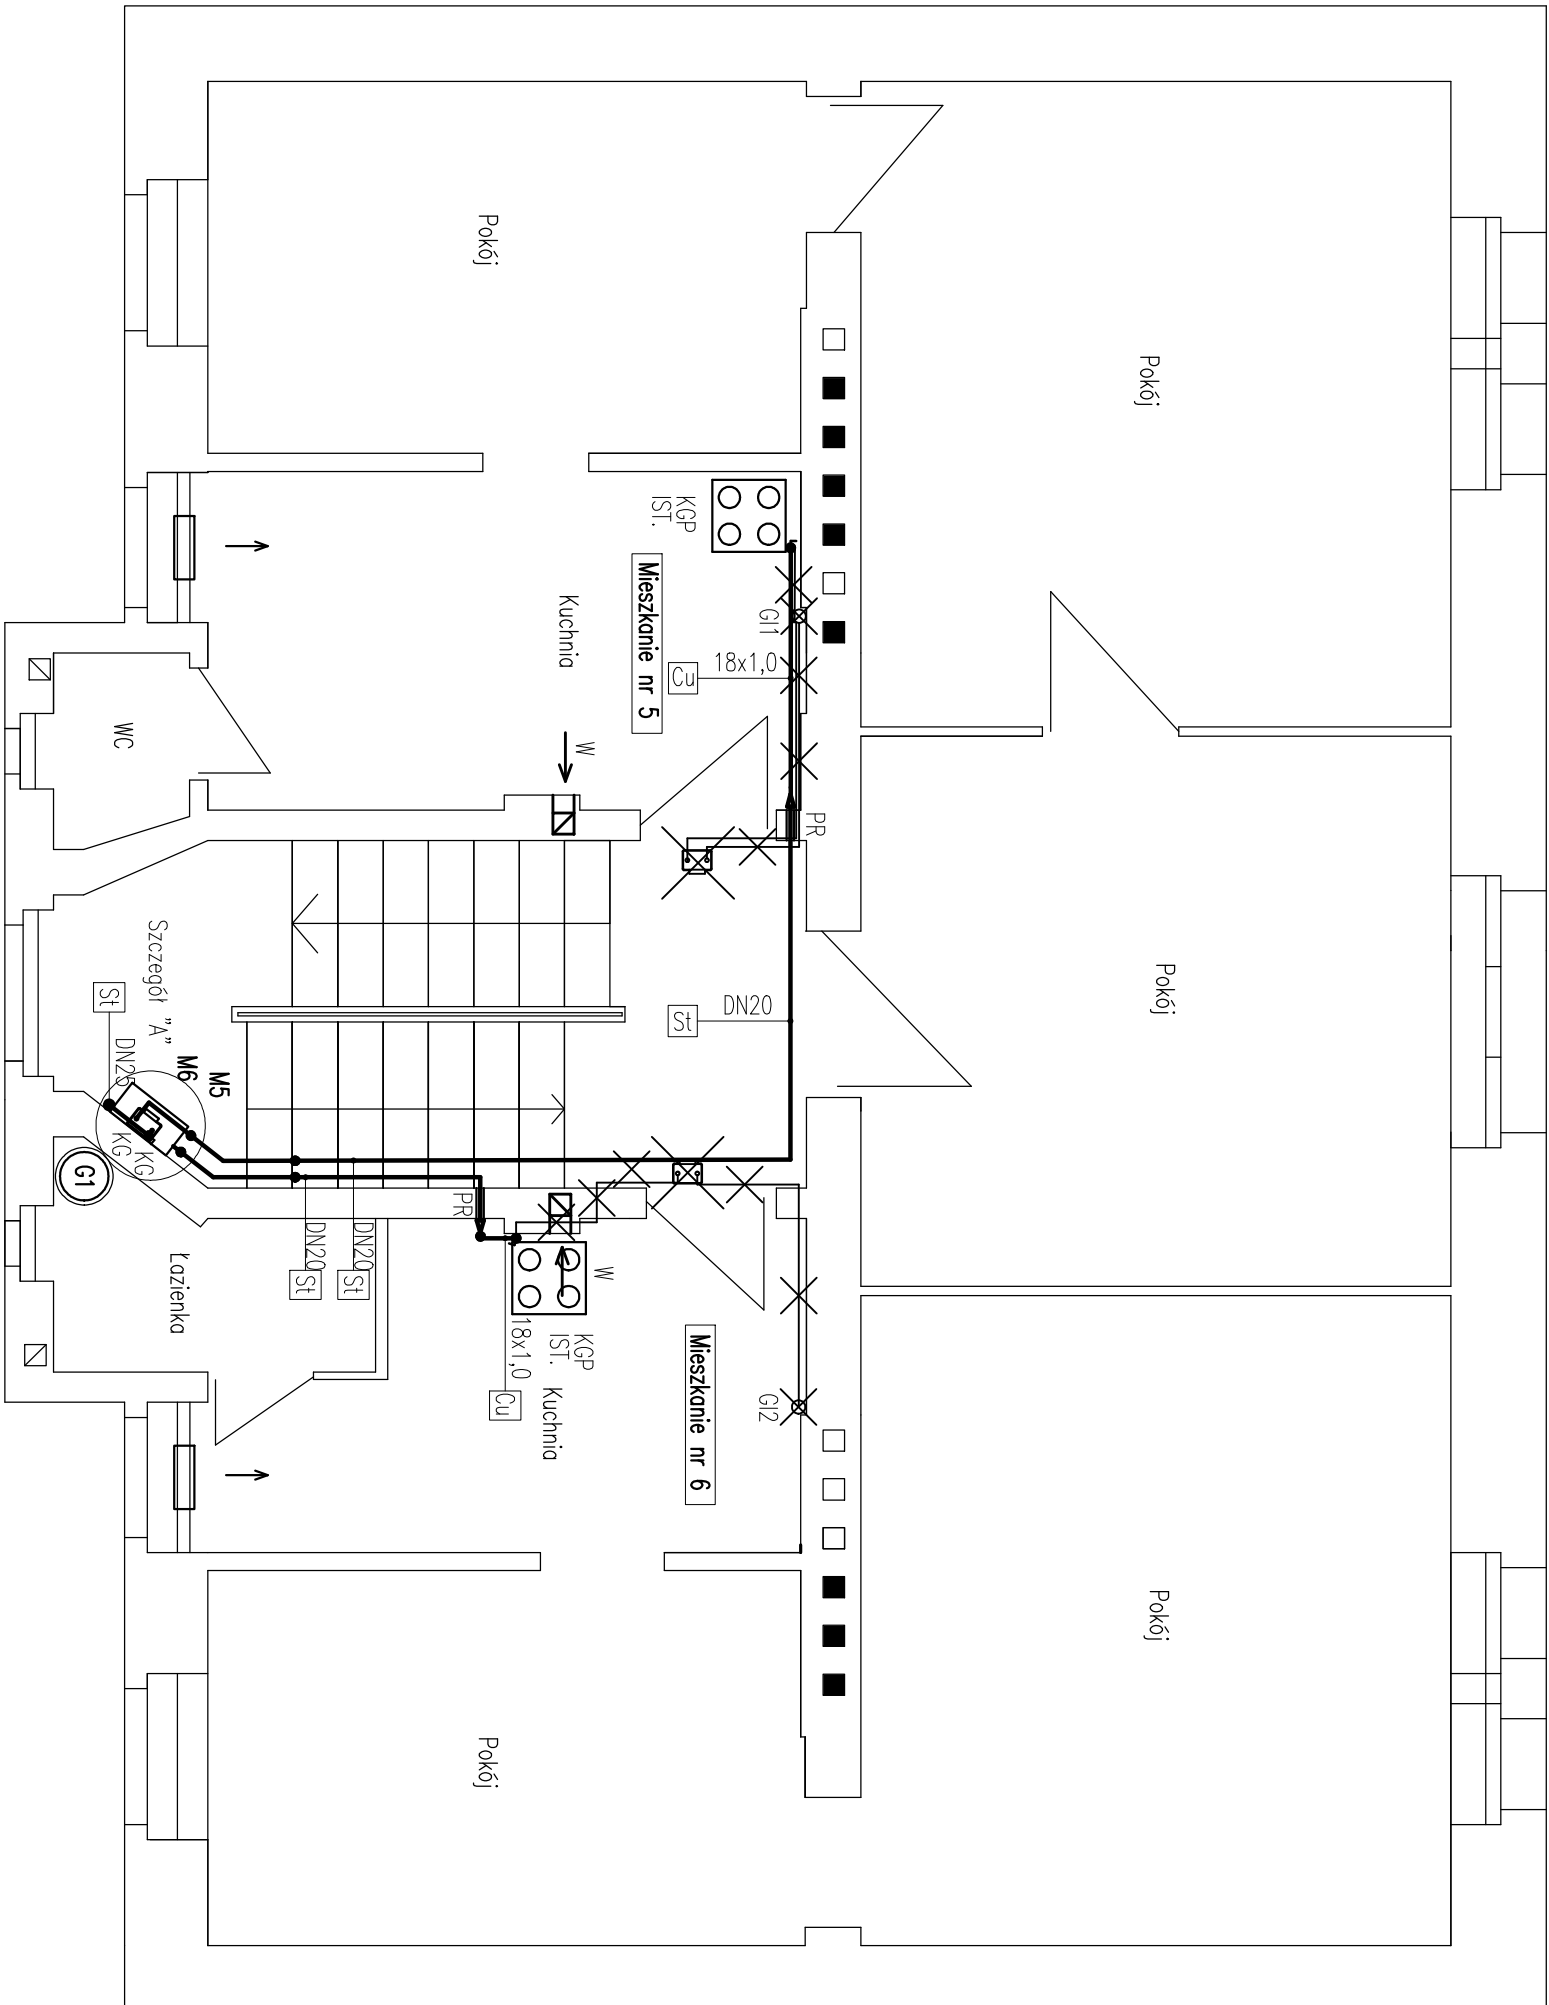 Pokój
Pokój
Pokój
Pokój
Pokój
KGP
IST.
Mieszkanie nr 5
Kuchnia
GI1
18x1,0
Cu
WC
W
PR
DN20
St
Szczegół "A"
St
DN25
M5
M6
KG
KG
G1
PR
DN20
St
DN20
St
Łazienka
W
KGP
IST.
18x1,0
Cu
Kuchnia
Mieszkanie nr 6
GI2